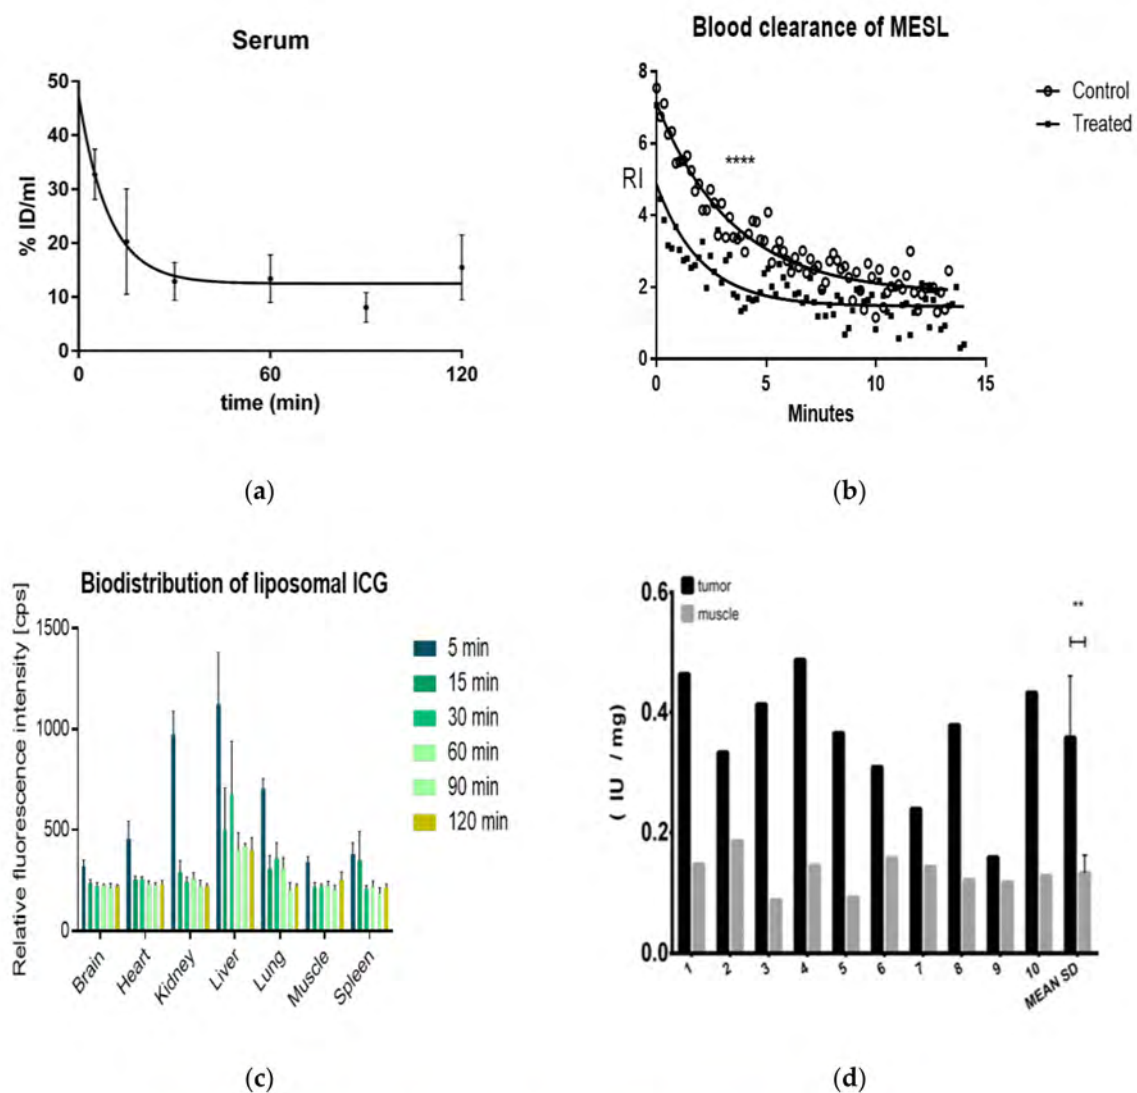 Serum
50
40
30
20
10
0
% ID/ml
0
60
120
time (min)
(a)
Blood clearance of MESL
8
6
4
2
0
RI
****
Control
Treated
0
5
10
15
Minutes
(b)
Biodistribution of liposomal ICG
Relative fluorescence intensity [cps]
1500
1000
500
0
5 min
15 min
30 min
60 min
90 min
120 min
Brain
Heart
Kidney
Liver
Lung
Muscle
Spleen
(c)
tumor
muscle
**
( IU / mg)
0.6
0.4
0.2
0.0
1
2
3
4
5
6
7
8
9
10
MEAN SD
(d)